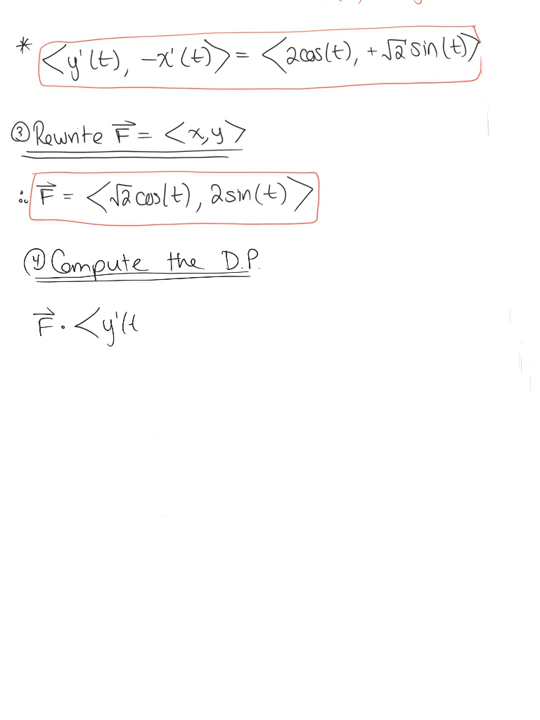 * <y'(t), -x'(t)> = <2cos(t), +√2 sin(t)>
③ Rewrite F⃗ = <x,y>
∴ F⃗ = <√2 cos(t), 2sin(t)>
④ Compute the D.P.
F⃗ · <y'(t